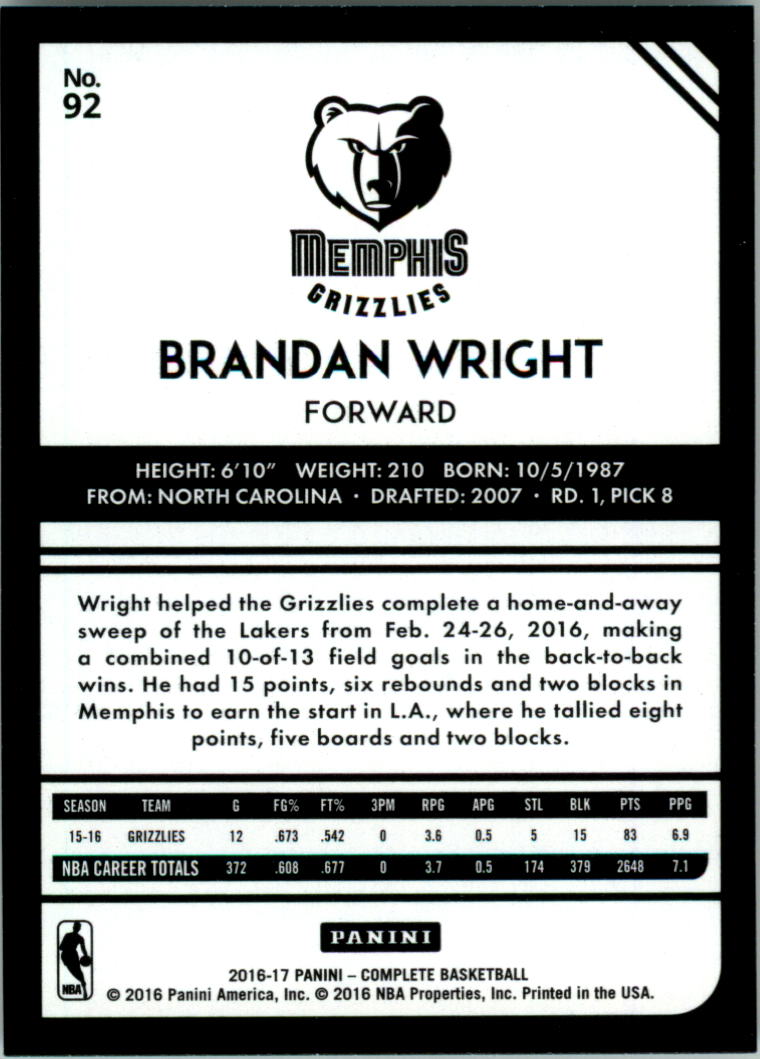 No.
92
MEMPHIS
GRIZZLIES
BRANDAN WRIGHT
FORWARD
HEIGHT: 6'10" WEIGHT: 210 BORN: 10/5/1987
FROM: NORTH CAROLINA · DRAFTED: 2007 · RD. 1, PICK 8
Wright helped the Grizzlies complete a home-and-away
sweep of the Lakers from Feb. 24-26, 2016, making
a combined 10-of-13 field goals in the back-to-back
wins. He had 15 points, six rebounds and two blocks in
Memphis to earn the start in L.A., where he tallied eight
points, five boards and two blocks.
SEASON TEAM G FG% FT% 3PM RPG APG STL BLK PTS PPG
15-16 GRIZZLIES 12 .673 .542 0 3.6 0.5 5 15 83 6.9
NBA CAREER TOTALS 372 .608 .677 0 3.7 0.5 174 379 2648 7.1
PANINI
NBA
2016-17 PANINI – COMPLETE BASKETBALL
© 2016 Panini America, Inc. © 2016 NBA Properties, Inc. Printed in the USA.